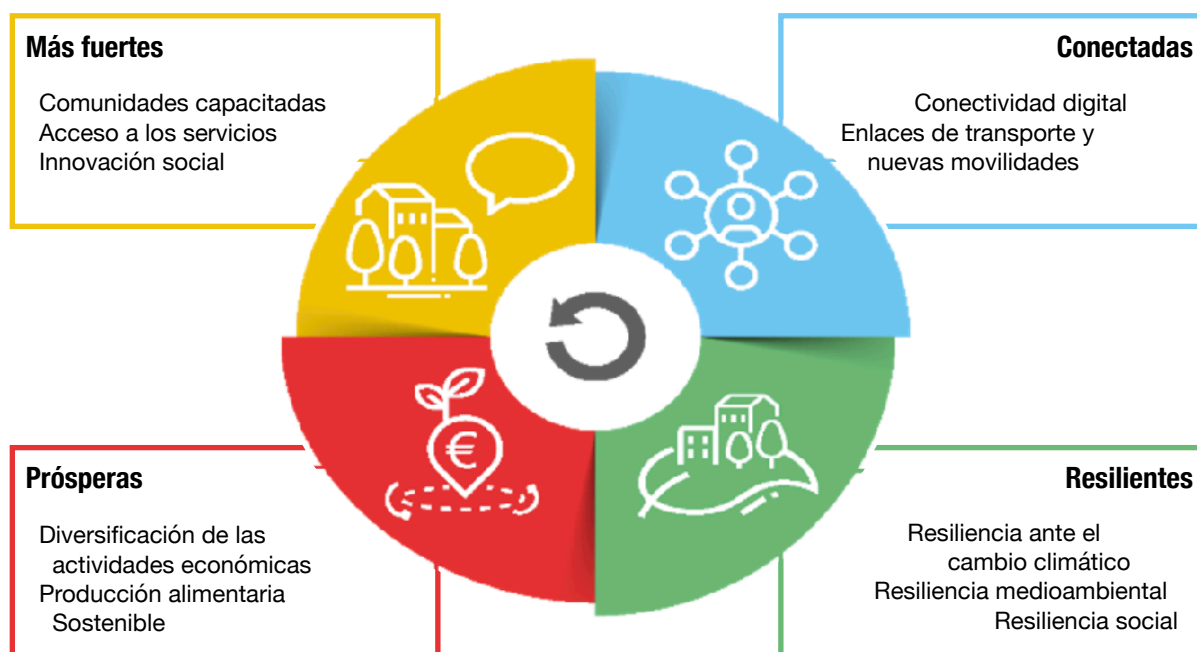 Más fuertes
Comunidades capacitadas
Acceso a los servicios
Innovación social
Conectadas
Conectividad digital
Enlaces de transporte y
nuevas movilidades
€
Prósperas
Diversificación de las
actividades económicas
Producción alimentaria
Sostenible
Resilientes
Resiliencia ante el
cambio climático
Resiliencia medioambiental
Resiliencia social